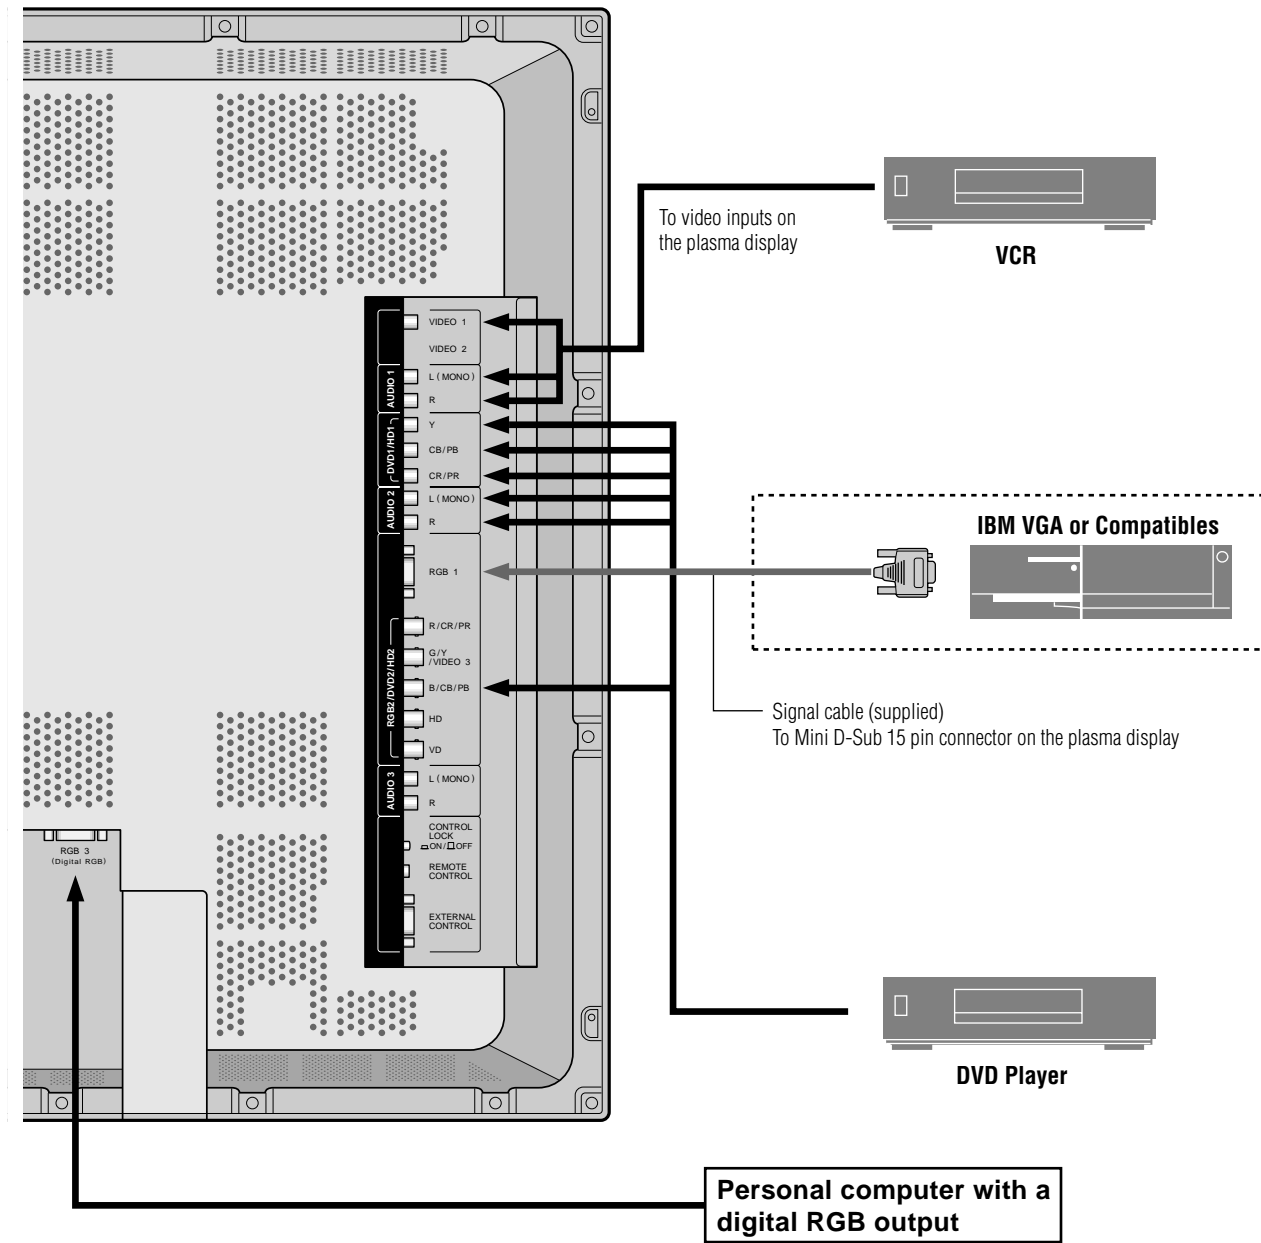 To video inputs on
the plasma display
VCR
VIDEO 1
VIDEO 2
AUDIO 1
L (MONO)
R
DVD1/HD1
Y
CB/PB
CR/PR
AUDIO 2
L (MONO)
R
IBM VGA or Compatibles
RGB 1
RGB2/DVD2/HD2
R/CR/PR
G/Y
/VIDEO 3
B/CB/PB
HD
VD
Signal cable (supplied)
To Mini D-Sub 15 pin connector on the plasma display
AUDIO 3
L (MONO)
R
CONTROL
LOCK
ON/OFF
REMOTE
CONTROL
EXTERNAL
CONTROL
RGB 3
(Digital RGB)
DVD Player
Personal computer with a
digital RGB output